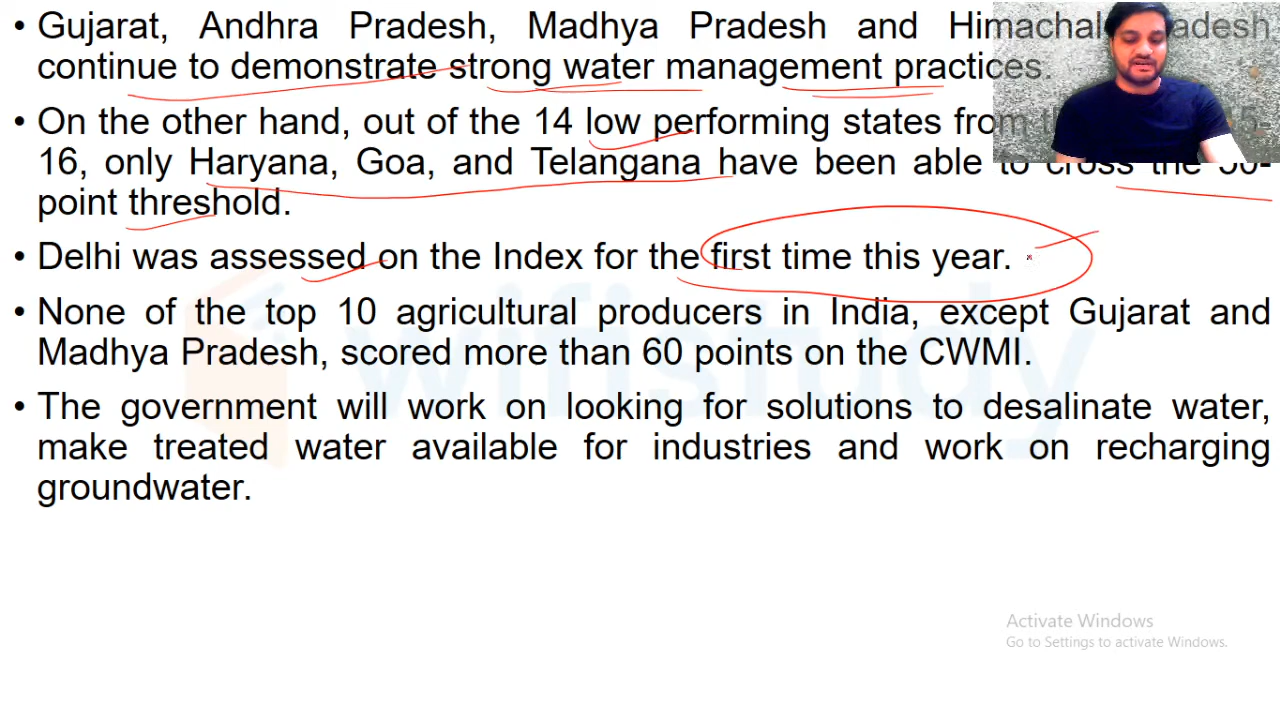 • Gujarat, Andhra Pradesh, Madhya Pradesh and Himachal Pradesh
continue to demonstrate strong water management practices.
• On the other hand, out of the 14 low performing states from 15-
16, only Haryana, Goa, and Telangana have been able to cross the 50-
point threshold.
• Delhi was assessed on the Index for the first time this year.
• None of the top 10 agricultural producers in India, except Gujarat and
Madhya Pradesh, scored more than 60 points on the CWMI.
• The government will work on looking for solutions to desalinate water,
make treated water available for industries and work on recharging
groundwater.
wifistudy
Activate Windows
Go to Settings to activate Windows.